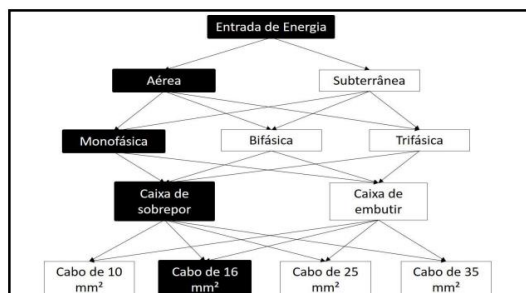 Entrada de Energia
Aérea
Subterrânea
Monofásica
Bifásica
Trifásica
Caixa de
sobrepor
Caixa de
embutir
Cabo de 10
mm²
Cabo de 16
mm²
Cabo de 25
mm²
Cabo de 35
mm²